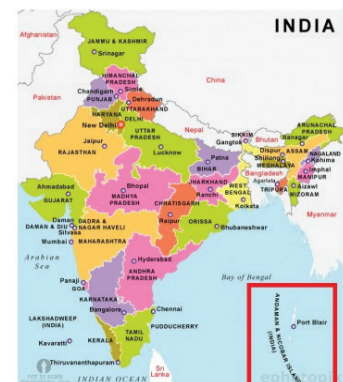 INDIA
Afghanistan
JAMMU & KASHMIR
Srinagar
HIMANCHAL
PRADESH
Simla
Chandigarh
PUNJAB
Dehradun
UTTARAKHAND
HARYANA
DELHI
New Delhi
China
Pakistan
Nepal
SIKKIM
Gangtok
Bhutan
ARUNACHAL
PRADESH
Itanagar
UTTAR
PRADESH
Lucknow
Jaipur
RAJASTHAN
Patna
BIHAR
Dispur
ASSAM
NAGALAND
Kohima
Shillong
MEGHALAYA
Imphal
MANIPUR
Bangladesh
Agartala
TRIPURA
Aizawl
MIZORAM
Myanmar
Ahmadabad
GUJARAT
Bhopal
MADHYA
PRADESH
JHARKHAND
Ranchi
WEST
BENGAL
Kolkata
CHHATISGARH
Raipur
ORISSA
Bhubaneshwar
Daman
DAMAN & DIU
DADRA &
NAGAR HAVELI
Silvasa
Mumbai
MAHARASHTRA
Arabian
Sea
Hyderabad
ANDHRA
PRADESH
Bay of Bengal
Panaji
GOA
KARNATAKA
Bangalore
Chennai
PUDUCHERRY
LAKSHADWEEP
(INDIA)
Kavaratti
TAMIL
NADU
KERALA
Thiruvananthapuram
Sri
Lanka
INDIAN OCEAN
not to scale
ANDAMAN & NICOBAR ISLANDS
(INDIA)
Port Blair